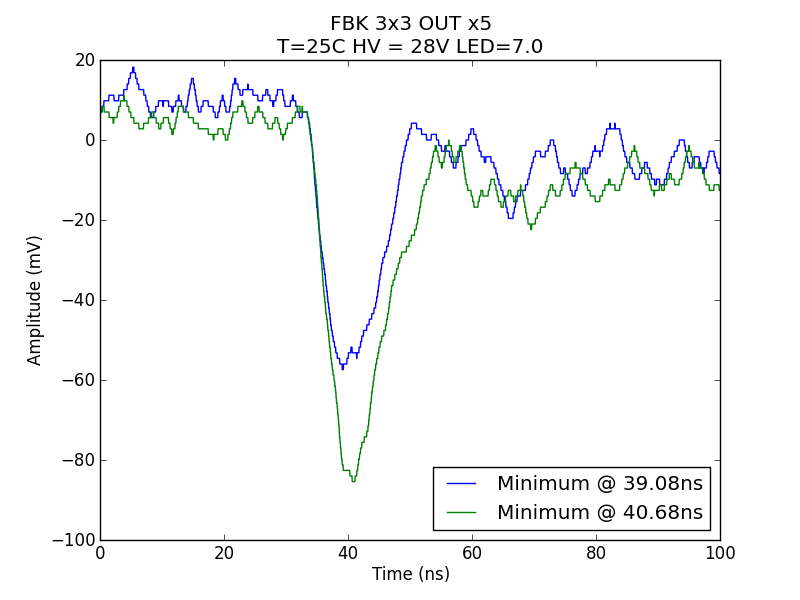 FBK 3x3 OUT x5
T=25C HV = 28V LED=7.0
20
0
−20
−40
−60
−80
−100
Amplitude (mV)
Minimum @ 39.08ns
Minimum @ 40.68ns
0 20 40 60 80 100
Time (ns)